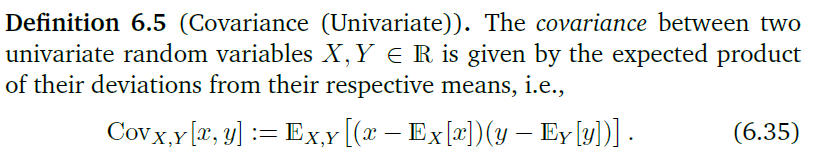 Definition 6.5 (Covariance (Univariate)). The covariance between two
univariate random variables X, Y ∈ ℝ is given by the expected product
of their deviations from their respective means, i.e.,
Cov_{X,Y}[x, y] := 𝔼_{X,Y}[(x − 𝔼_X[x])(y − 𝔼_Y[y])] . (6.35)